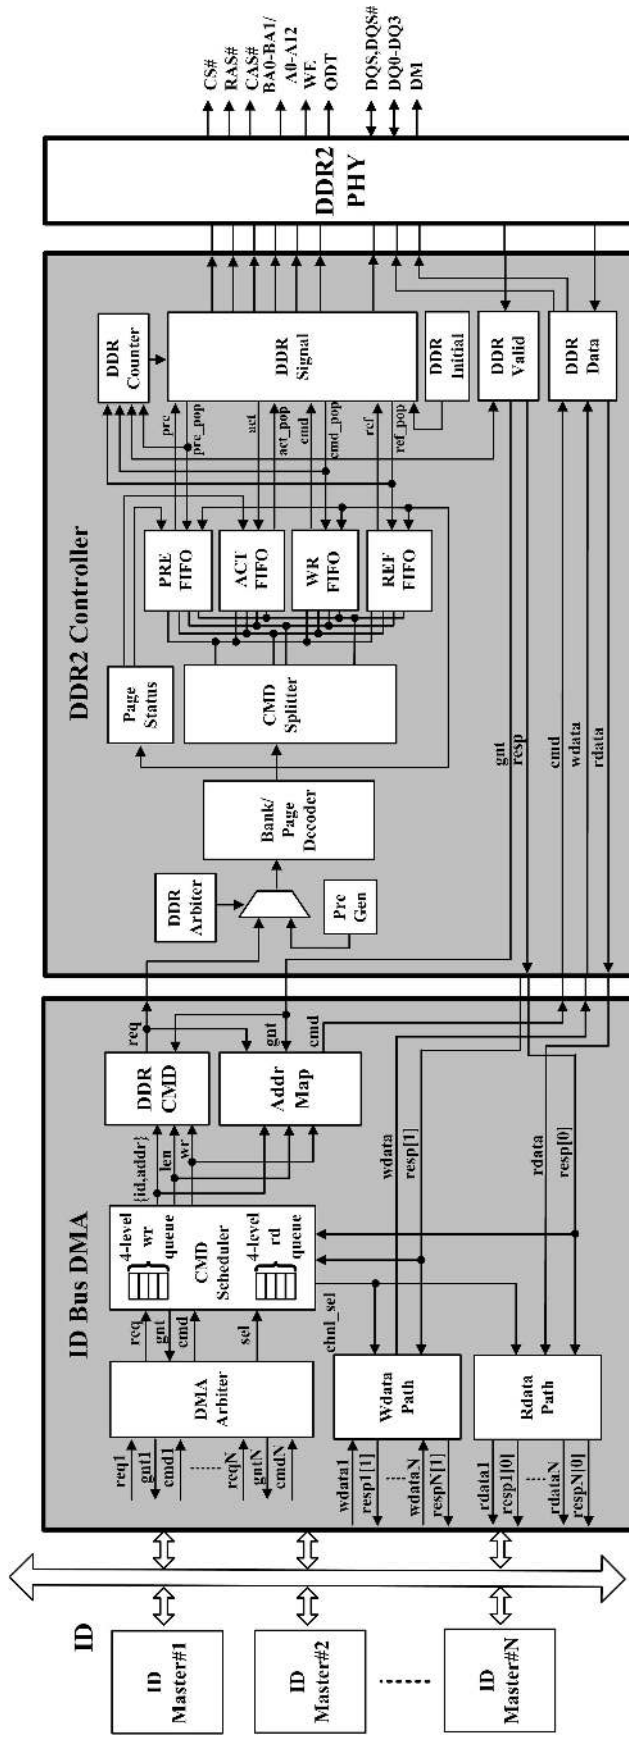 ID
ID
Master#1
ID
Master#2
ID
Master#N
ID Bus DMA
req1
gnt1
cmd1
reqN
gntN
cmdN
DMA
Arbiter
req
gnt
cmd
sel
4-level
wr
queue
CMD
Scheduler
4-level
rd
queue
chnl_sel
{id,addr}
len
wr
DDR
CMD
Addr
Map
req
gnt
cmd
wdata1
resp1[1]
wdataN
respN[1]
Wdata
Path
wdata
resp[1]
rdata1
resp1[0]
rdataN
respN[0]
Rdata
Path
rdata
resp[0]
DDR2 Controller
DDR
Arbiter
Pre
Gen
Bank/
Page
Decoder
Page
Status
CMD
Splitter
PRE
FIFO
ACT
FIFO
WR
FIFO
REF
FIFO
pre
pre_pop
act
act_pop
cmd
cmd_pop
ref
ref_pop
DDR
Counter
DDR
Signal
DDR
Initial
DDR
Valid
DDR
Data
gnt
resp
cmd
wdata
rdata
DDR2
PHY
CS#
RAS#
CAS#
BA0-BA1/
A0-A12
WE
ODT
DQS,DQS#
DQ0-DQ3
DM